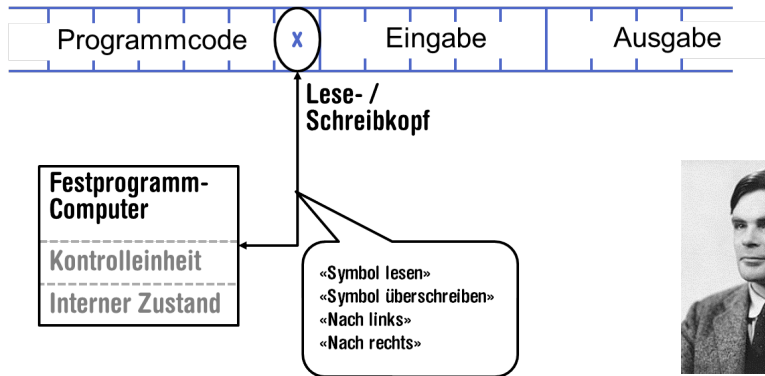 Programmcode x Eingabe Ausgabe
Lese- /
Schreibkopf
Festprogramm-
Computer
Kontrolleinheit
Interner Zustand
«Symbol lesen»
«Symbol überschreiben»
«Nach links»
«Nach rechts»